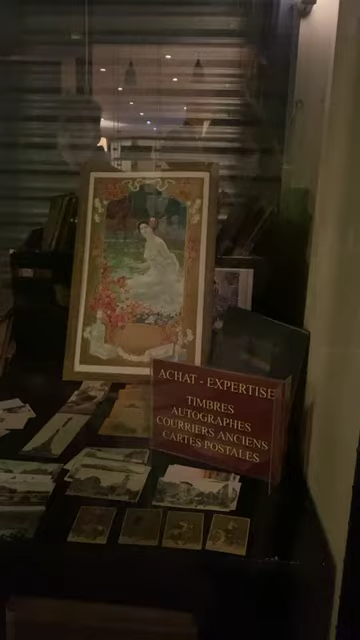 ACHAT - EXPERTISE
TIMBRES
AUTOGRAPHES
COURRIERS ANCIENS
CARTES POSTALES